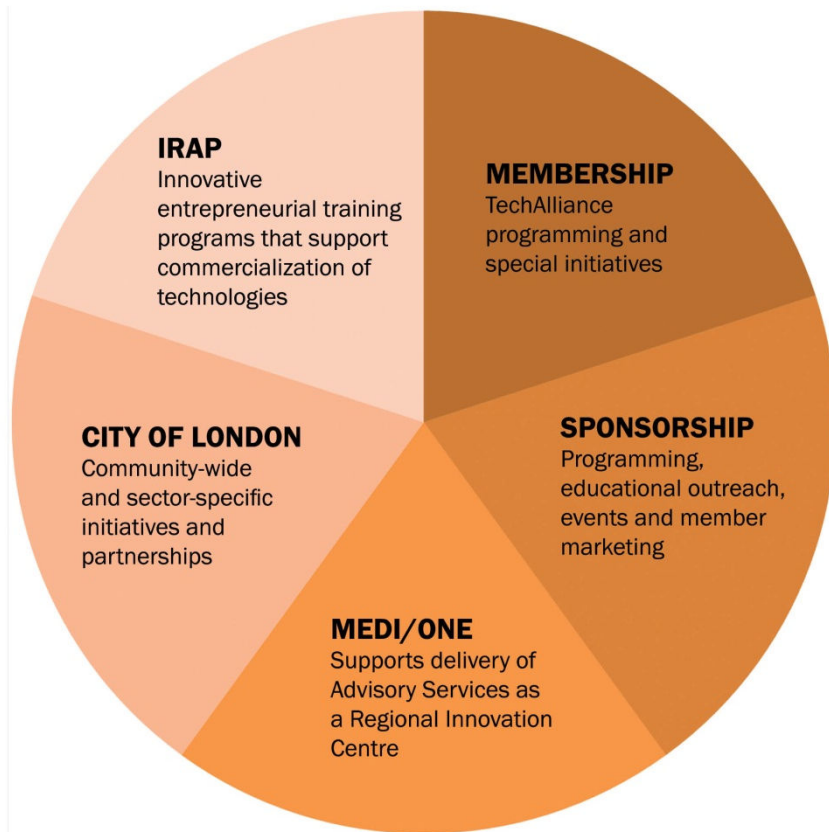 IRAP
Innovative
entrepreneurial training
programs that support
commercialization of
technologies
MEMBERSHIP
TechAlliance
programming and
special initiatives
CITY OF LONDON
Community-wide
and sector-specific
initiatives and
partnerships
SPONSORSHIP
Programming,
educational outreach,
events and member
marketing
MEDI/ONE
Supports delivery of
Advisory Services as
a Regional Innovation
Centre